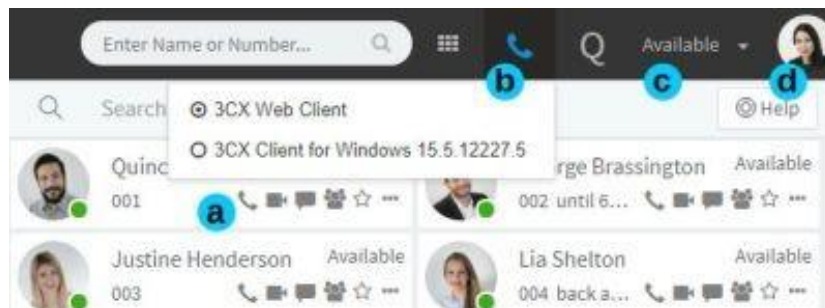 Enter Name or Number... Q Available
b c d
Search 3CX Web Client Help
3CX Client for Windows 15.5.12227.5
Quinc rge Brassington Available
001 002 until 6...
a
Justine Henderson Available Lia Shelton
003 004 back a...
Available